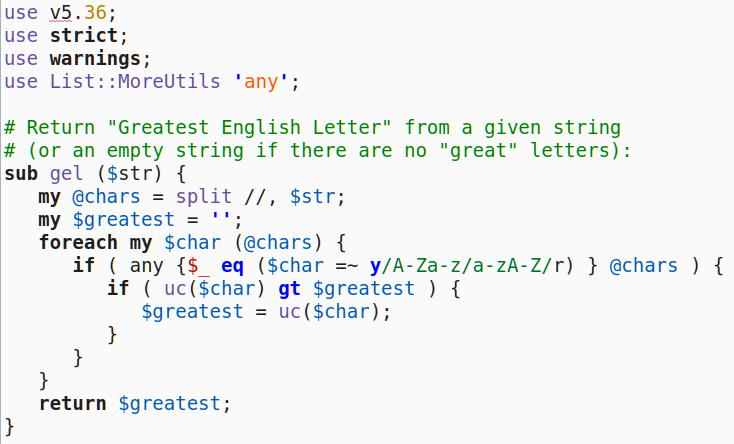 use v5.36;
use strict;
use warnings;
use List::MoreUtils 'any';

# Return "Greatest English Letter" from a given string
# (or an empty string if there are no "great" letters):
sub gel ($str) {
   my @chars = split //, $str;
   my $greatest = '';
   foreach my $char (@chars) {
      if ( any {$_ eq ($char =~ y/A-Za-z/a-zA-Z/r) } @chars ) {
         if ( uc($char) gt $greatest ) {
            $greatest = uc($char);
         }
      }
   }
   return $greatest;
}